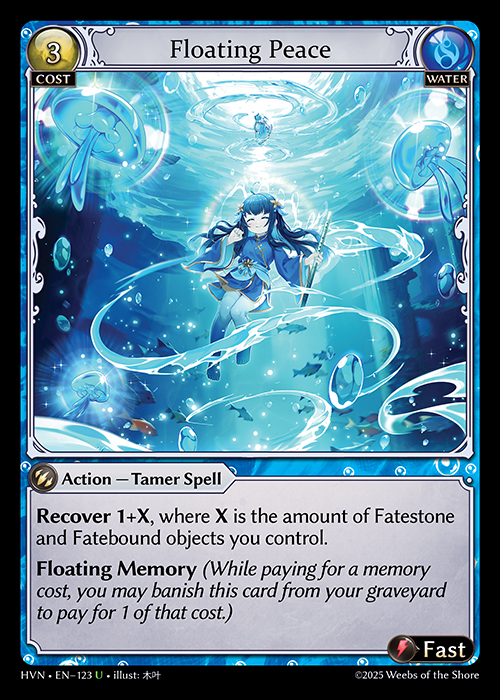 3
Floating Peace
COST
WATER
Action — Tamer Spell
Recover 1+X, where X is the amount of Fatestone
and Fatebound objects you control.
Floating Memory (While paying for a memory
cost, you may banish this card from your graveyard
to pay for 1 of that cost.)
Fast
HVN • EN-123 U • illust: 木叶
©2025 Weebs of the Shore